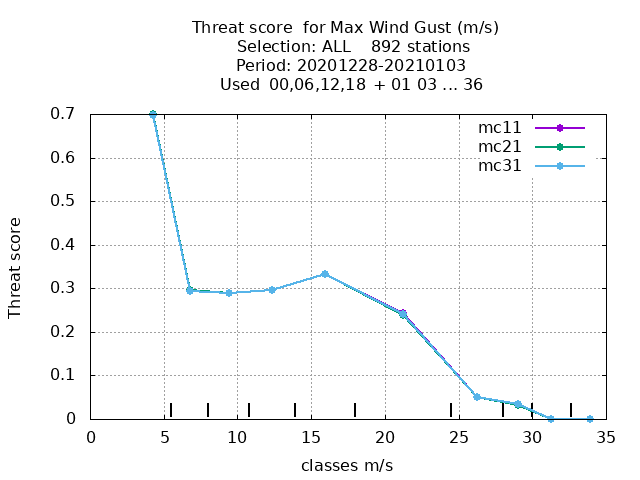 Threat score  for Max Wind Gust (m/s)
Selection: ALL    892 stations
Period: 20201228-20210103
Used  00,06,12,18  + 01 03 ... 36
mc11
mc21
mc31
0.7
0.6
0.5
0.4
0.3
0.2
0.1
0
Threat score
0 5 10 15 20 25 30 35
classes m/s